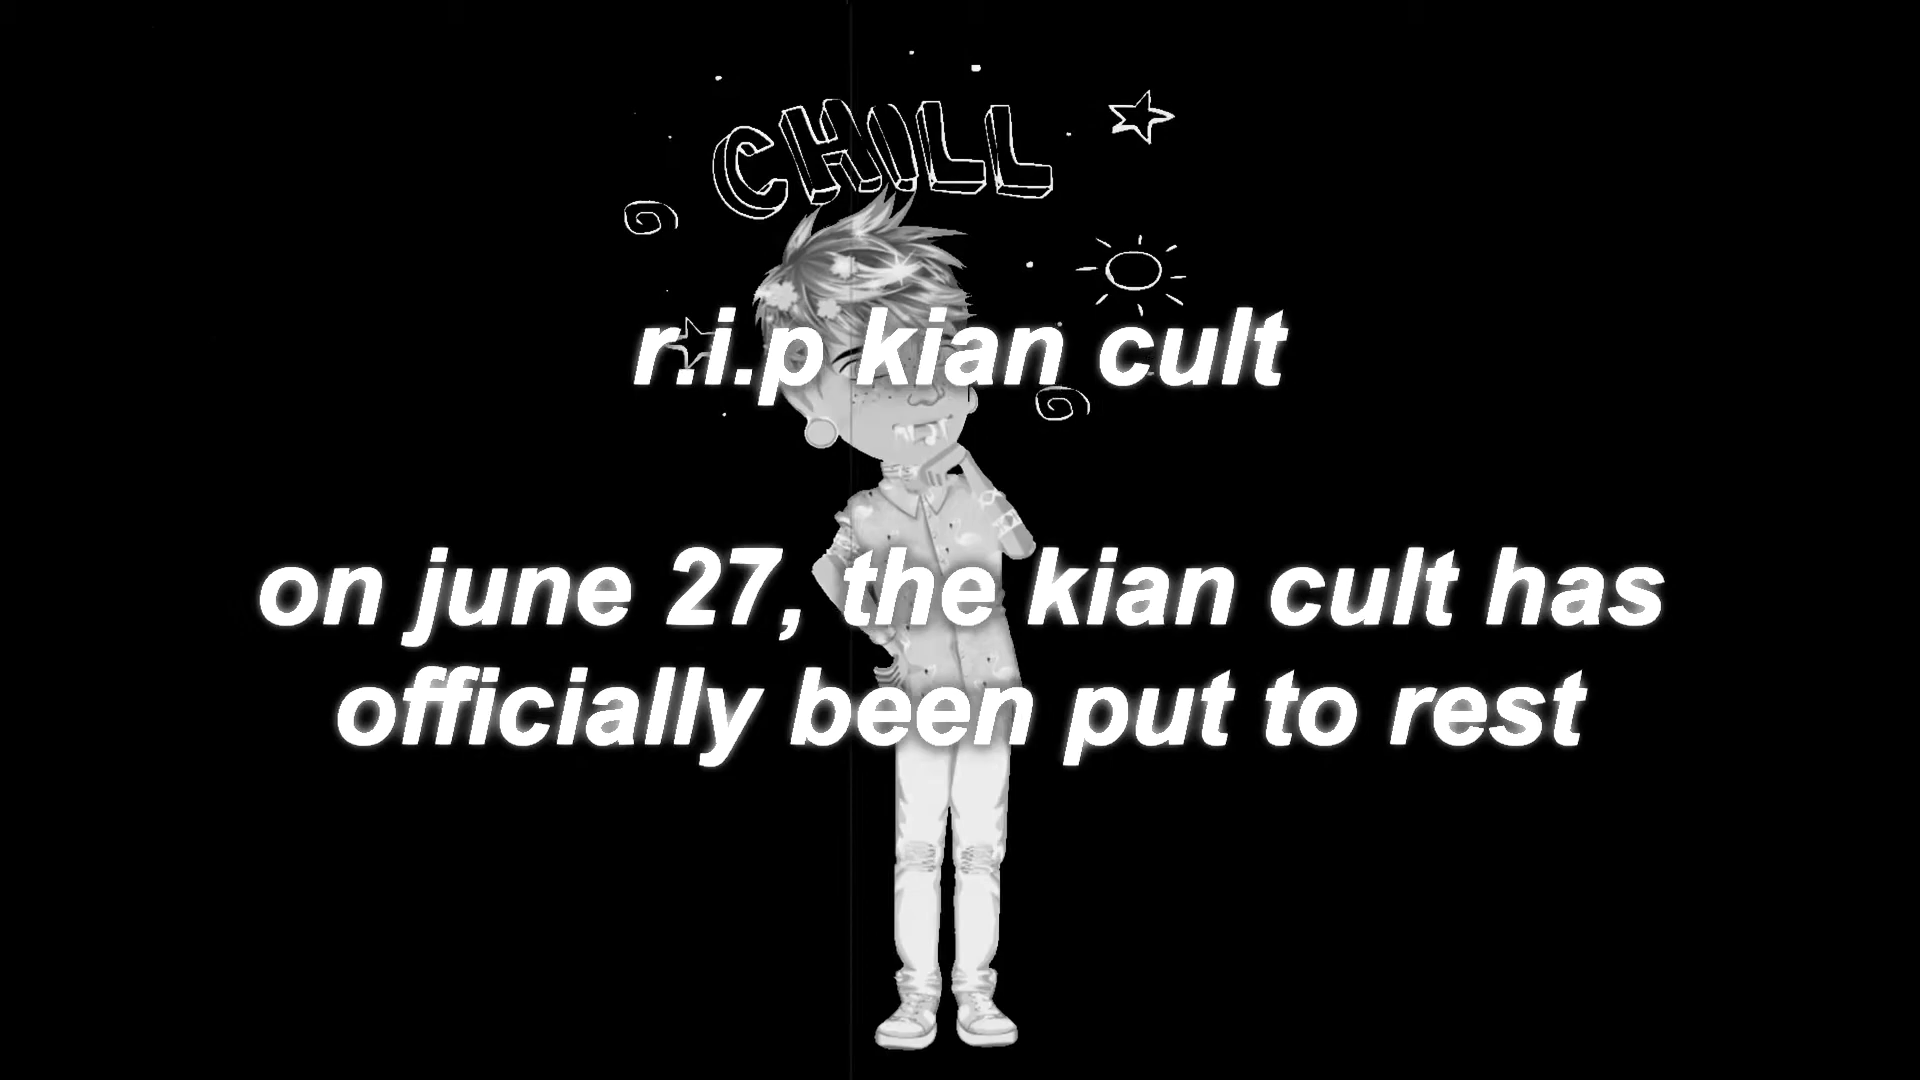 CHILL
r.i.p kian cult
on june 27, the kian cult has
officially been put to rest